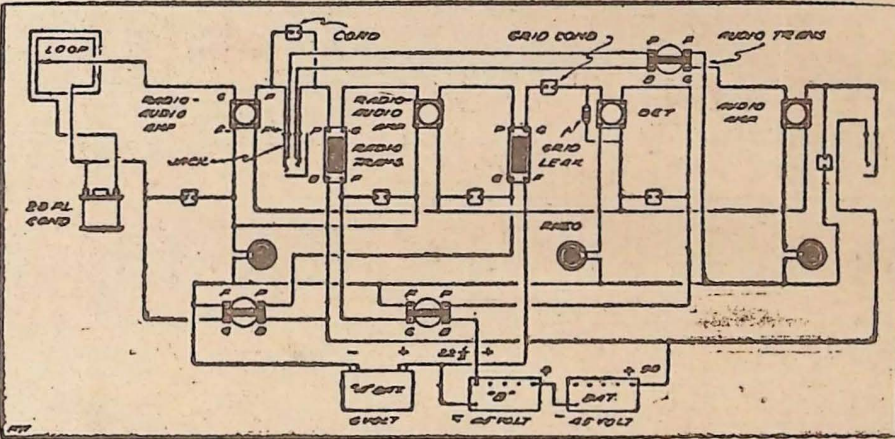 LOOP
COND
GRID COND
AUDIO TRANS
RADIO-
AUDIO
AMP
G
P
F-
F+
JACK
P
G
B
F
RADIO
TRANS
RADIO
AUDIO
AMP
P
G
B
F
GRID
LEAK
DET
P
P
B
G
AUDIO
AMP
23 PL
COND
RHEO
P
F
G
B
P
F
G
B
-
+
22½
+
"A" BAT
6 VOLT
"B"
45 VOLT
+
-
BAT.
45 VOLT
+ 90